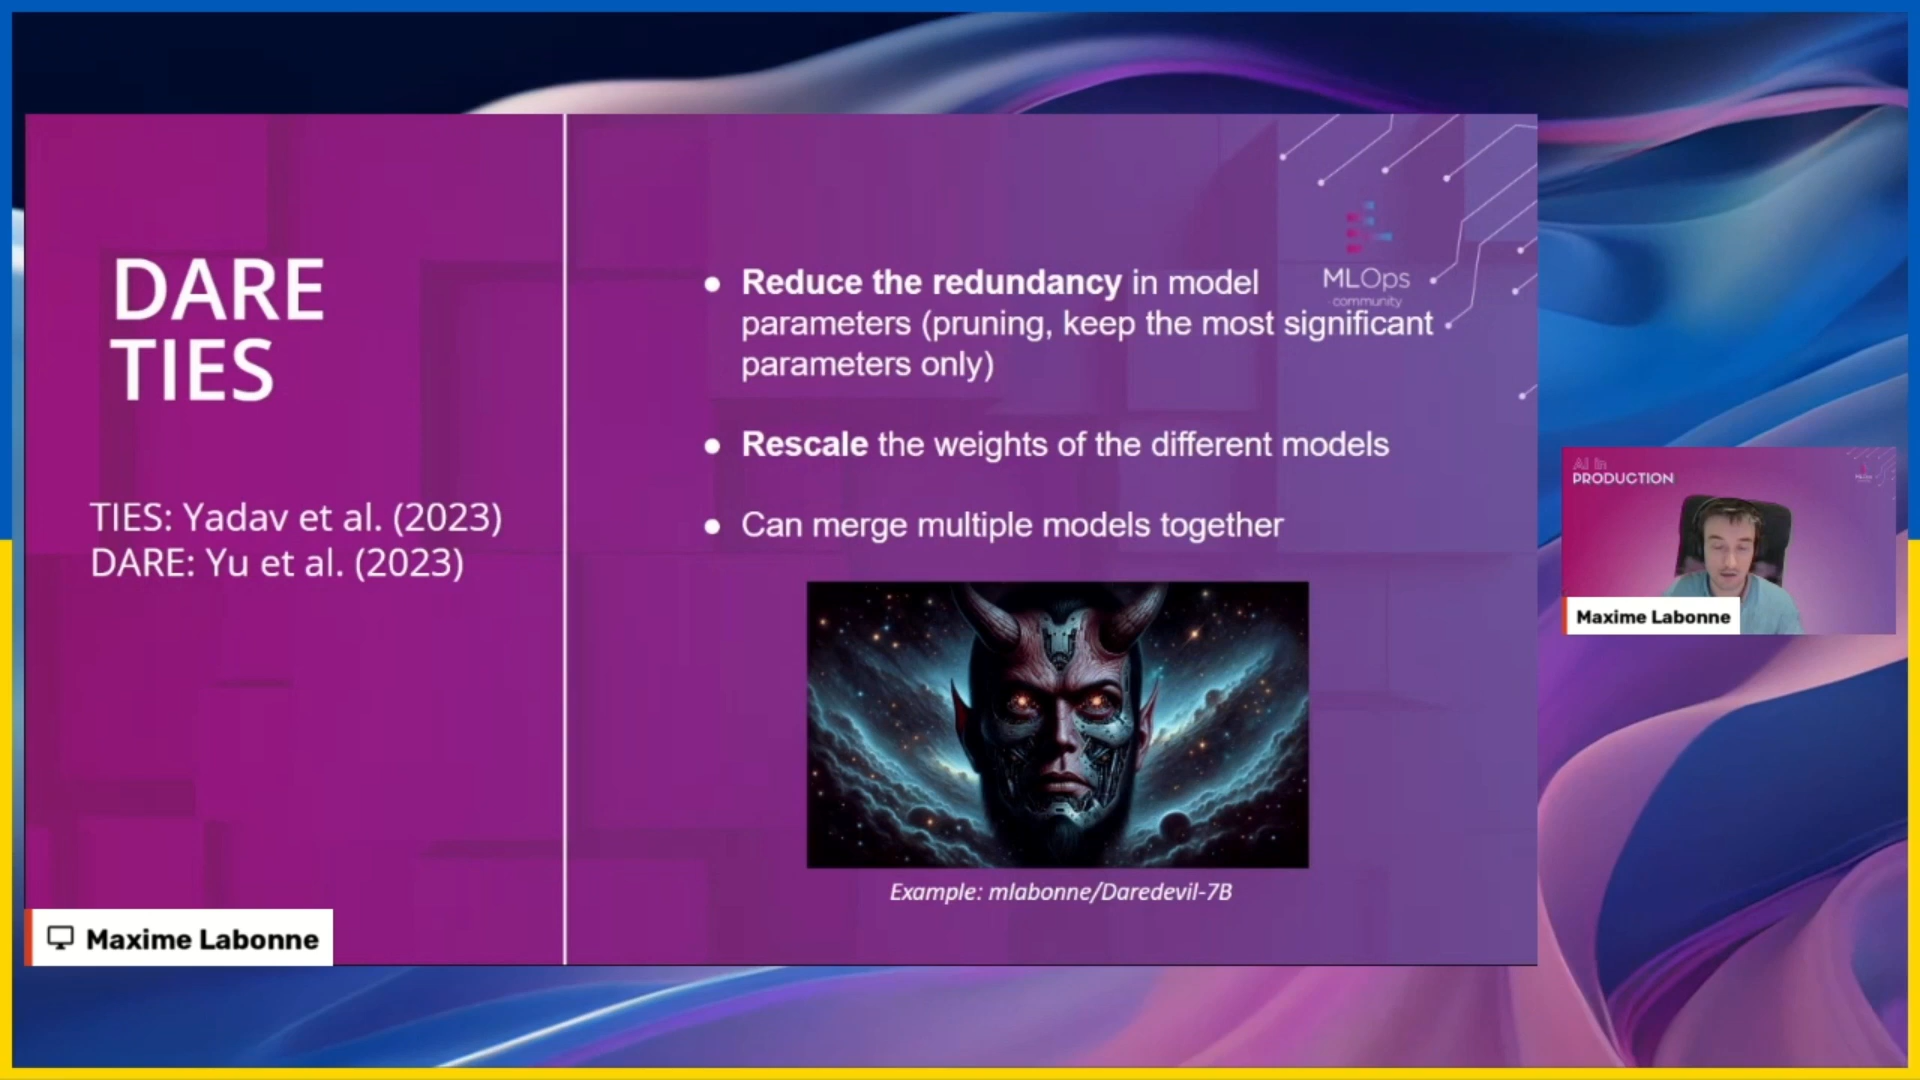 DARE
TIES
TIES: Yadav et al. (2023)
DARE: Yu et al. (2023)
● Reduce the redundancy in model
parameters (pruning, keep the most significant
parameters only)
● Rescale the weights of the different models
● Can merge multiple models together
Example: mlabonne/Daredevil-7B
MLOps
community
Maxime Labonne
AI in
PRODUCTION
Maxime Labonne